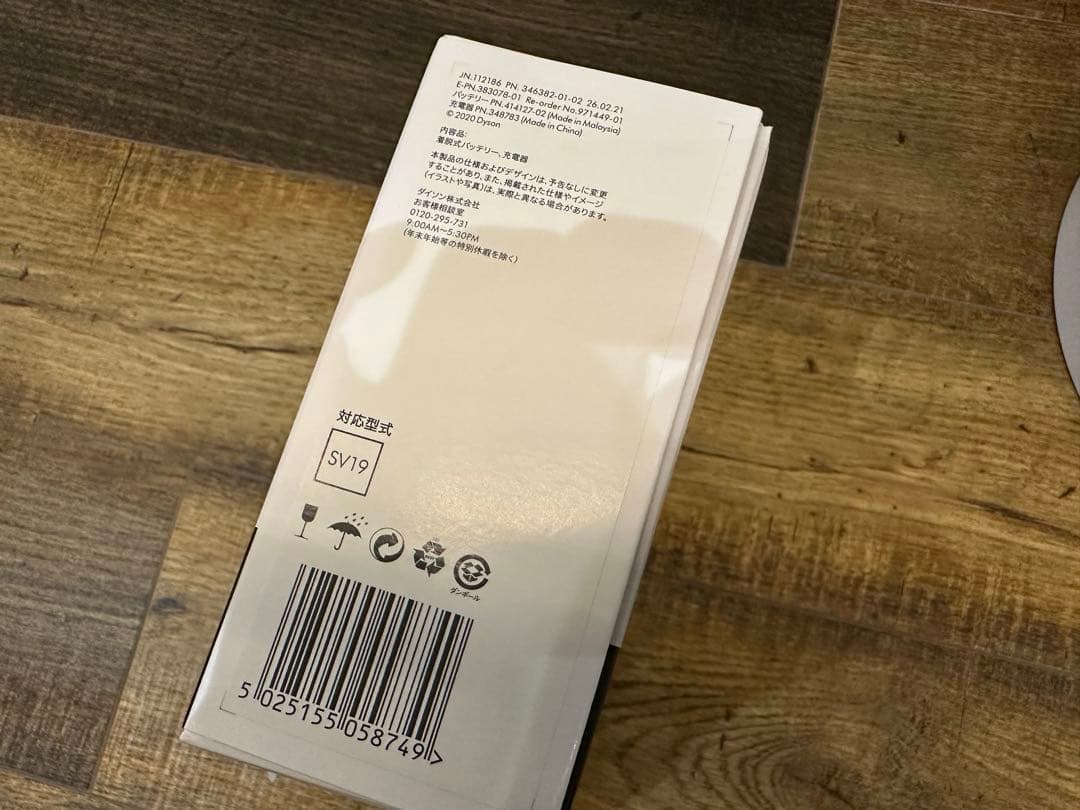 JN.112186 PN. 346382-01-02 26.02.21
E-PN.383078-01 Re-order No.971449-01
バッテリー PN.414127-02 (Made in Malaysia)
充電器 PN.348783 (Made in China)
© 2020 Dyson
内容品:
着脱式バッテリー、充電器
本製品の仕様およびデザインは、予告なしに変更
することがあり、また、掲載された仕様やイメージ
(イラストや写真)は、実際と異なる場合があります。
ダイソン株式会社
お客様相談室
0120-295-731
9:00AM〜5:30PM
(年末年始等の特別休暇を除く)
対応型式
SV19
ダンボール
5 025155 058749 >